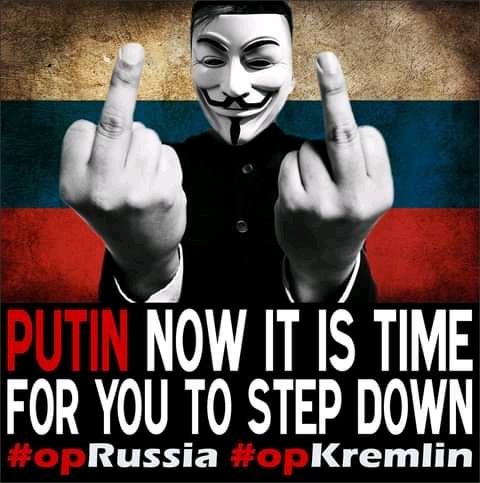 PUTIN NOW IT IS TIME
FOR YOU TO STEP DOWN
#opRussia #opKremlin